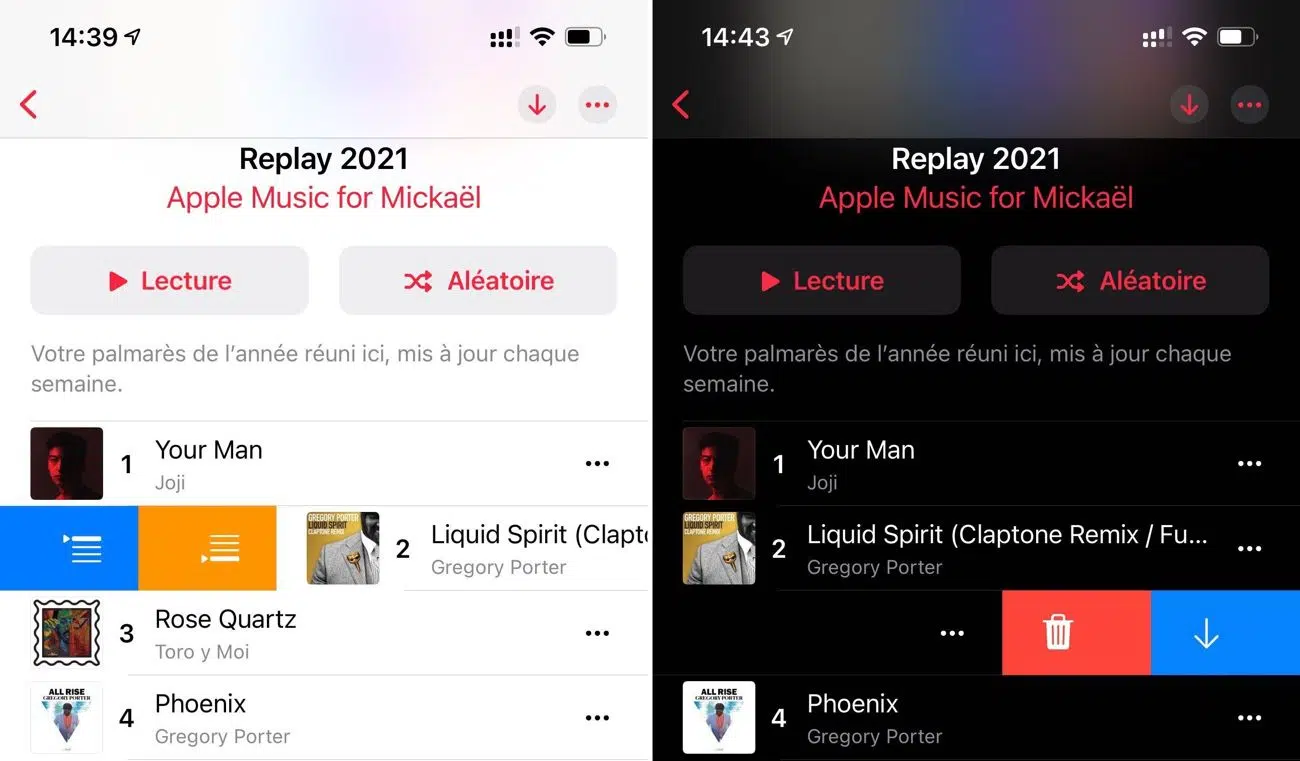 14:39
Replay 2021
Apple Music for Mickaël
Lecture
Aléatoire
Votre palmarès de l’année réuni ici, mis à jour chaque
semaine.
1
Your Man
Joji
GREGORY PORTER
LIQUID SPIRIT
CLAPTONE REMIX
2
Liquid Spirit (Clapto
Gregory Porter
3
Rose Quartz
Toro y Moi
ALL RISE
GREGORY PORTER
4
Phoenix
Gregory Porter
14:43
Replay 2021
Apple Music for Mickaël
Lecture
Aléatoire
Votre palmarès de l’année réuni ici, mis à jour chaque
semaine.
1
Your Man
Joji
GREGORY PORTER
LIQUID SPIRIT
CLAPTONE REMIX
2
Liquid Spirit (Claptone Remix / Fu...
Gregory Porter
ALL RISE
GREGORY PORTER
4
Phoenix
Gregory Porter